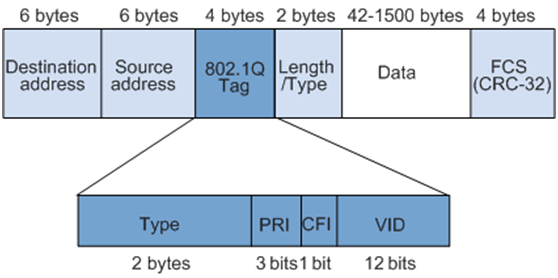 6 bytes 6 bytes 4 bytes 2 bytes 42-1500 bytes 4 bytes
Destination address
Source address
802.1Q Tag
Length /Type
Data
FCS (CRC-32)
Type PRI CFI VID
2 bytes 3 bits 1 bit 12 bits